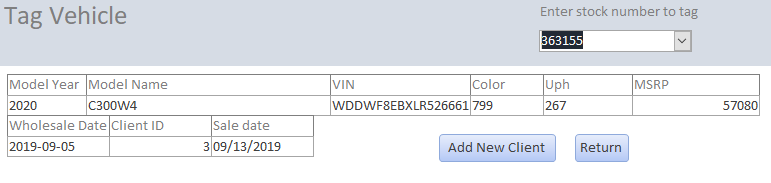 Tag Vehicle
Enter stock number to tag
363155
Model Year Model Name VIN Color Uph MSRP
2020 C300W4 WDDWF8EBXLR526661 799 267 57080
Wholesale Date Client ID Sale date
2019-09-05 3 09/13/2019
Add New Client Return